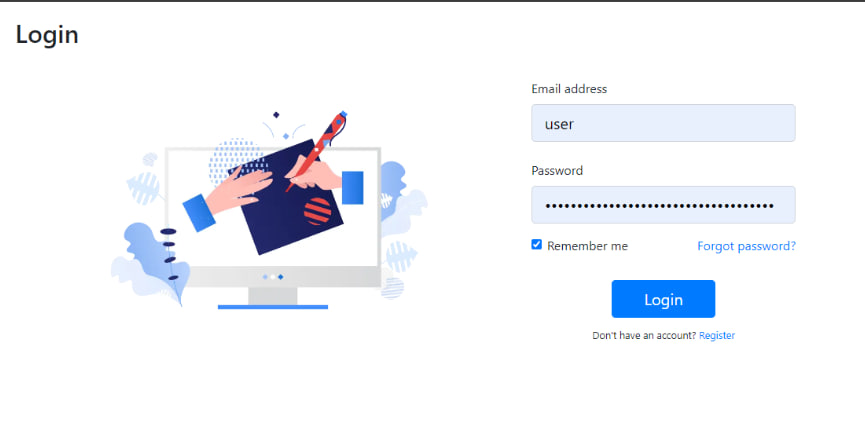 Login
Email address
user
Password
••••••••••••••••••••••••••••••••••••
Remember me
Forgot password?
Login
Don't have an account? Register